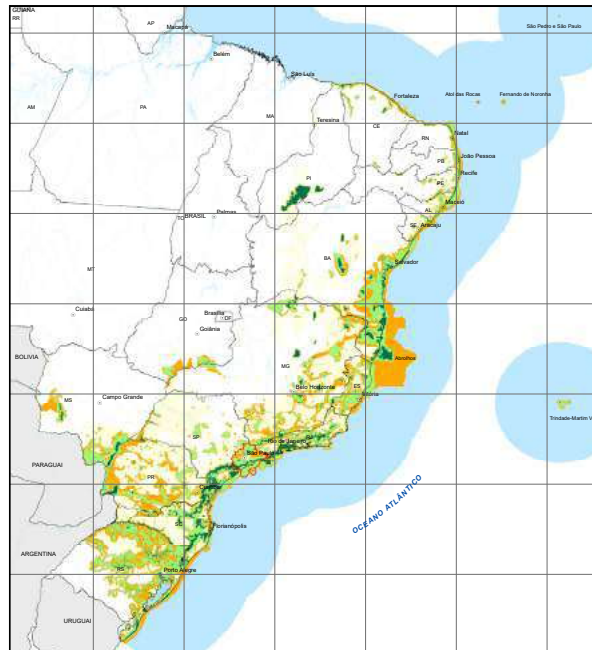 GUIANA
RR
AP
Macapá
São Pedro e São Paulo
Belém
São Luís
Fortaleza
Atol das Rocas
Fernando de Noronha
AM
PA
MA
Teresina
CE
RN
Natal
PB
João Pessoa
PI
PE
Recife
AL
Maceió
TO
BRASIL
Palmas
SE
Aracaju
MT
BA
Salvador
Cuiabá
GO
Brasília
DF
Goiânia
BOLIVIA
MG
Abrolhos
MS
Campo Grande
Belo Horizonte
ES
Vitória
Trindade-Martim V
SP
Rio de Janeiro
RJ
São Paulo
PARAGUAI
PR
OCEANO ATLÂNTICO
SC
Florianópolis
ARGENTINA
RS
Porto Alegre
URUGUAI